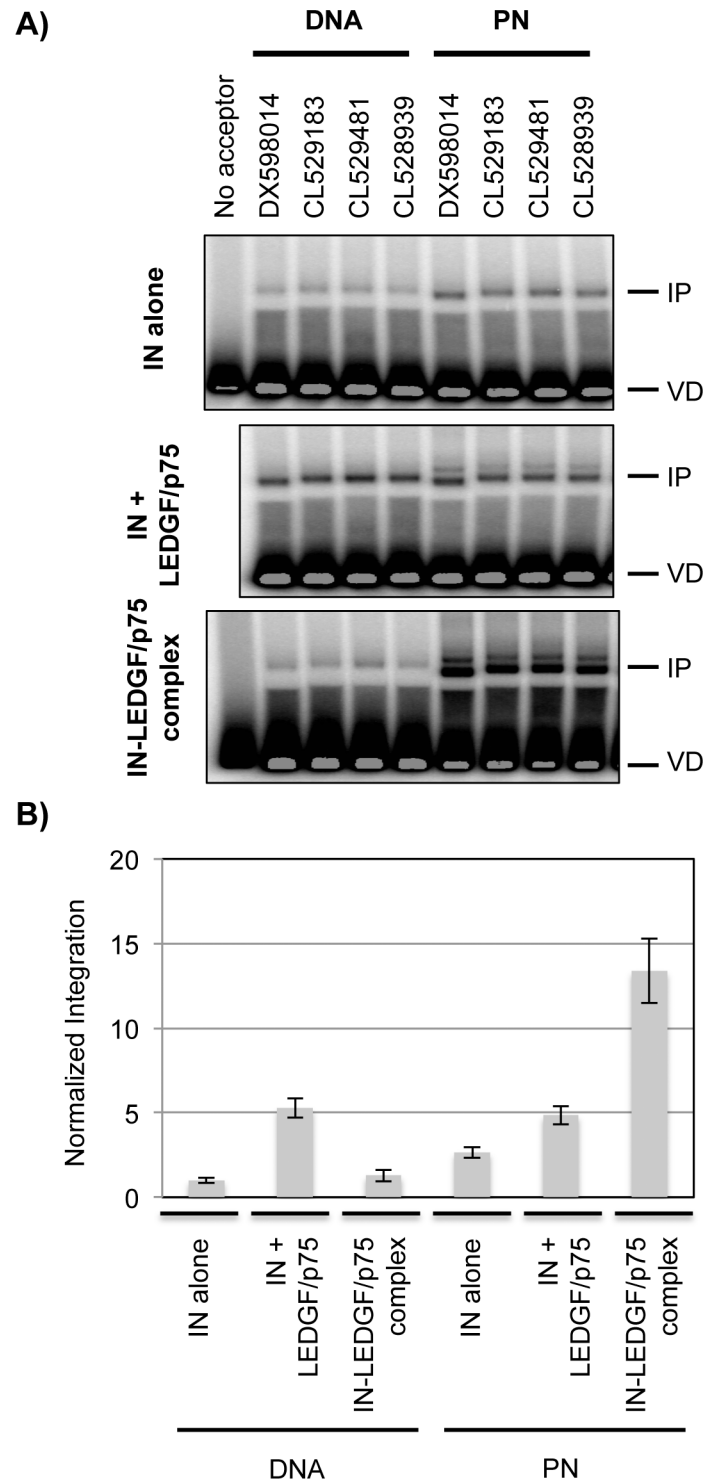 A)
DNA
PN
No acceptor
DX598014
CL529183
CL529481
CL528939
DX598014
CL529183
CL529481
CL528939
IN alone
IP
VD
IN +
LEDGF/p75
IP
VD
IN-LEDGF/p75
complex
IP
VD
B)
Normalized Integration
20
15
10
5
0
IN alone
IN +
LEDGF/p75
IN-LEDGF/p75
complex
IN alone
IN +
LEDGF/p75
IN-LEDGF/p75
complex
DNA
PN